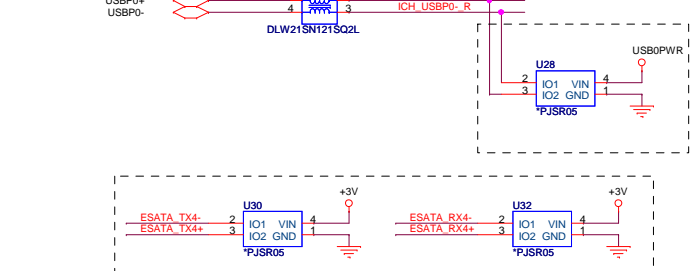 USBP0+
USBP0-
4
3
ICH_USBP0-_R
DLW21SN121SQ2L
USB0PWR
U28
2 IO1 VIN 4
3 IO2 GND 1
*PJSR05
+3V
+3V
U30
U32
ESATA_TX4- 2 IO1 VIN 4
ESATA_TX4+ 3 IO2 GND 1
*PJSR05
ESATA_RX4- 2 IO1 VIN 4
ESATA_RX4+ 3 IO2 GND 1
*PJSR05